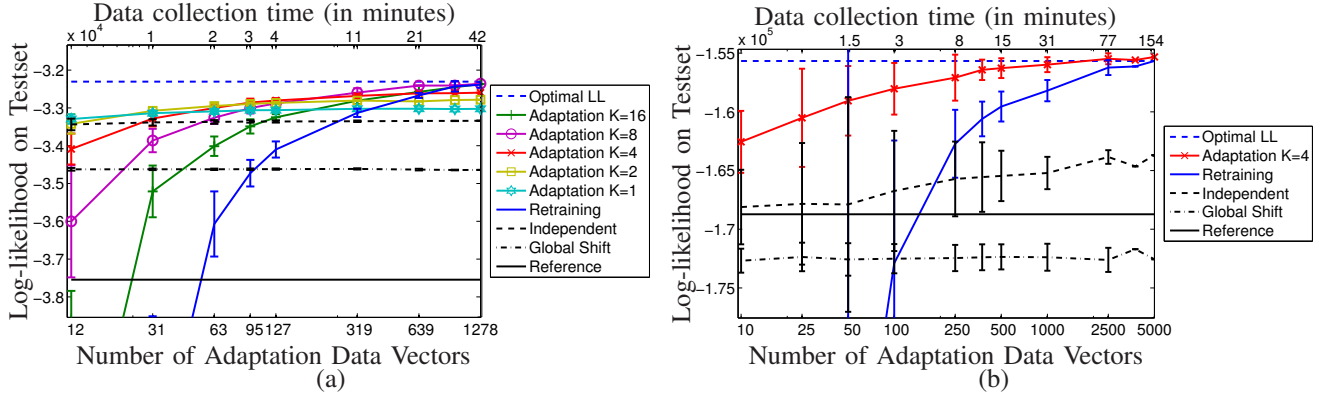 Data collection time (in minutes)
x 10^4 1 2 3 4 11 21 42
Log-likelihood on Testset
−3.2
−3.3
−3.4
−3.5
−3.6
−3.7
−3.8
12 31 63 95 127 319 639 1278
Number of Adaptation Data Vectors
(a)
Optimal LL
Adaptation K=16
Adaptation K=8
Adaptation K=4
Adaptation K=2
Adaptation K=1
Retraining
Independent
Global Shift
Reference
Data collection time (in minutes)
x 10^5 1.5 3 8 15 31 77 154
Log-likelihood on Testset
−1.55
−1.6
−1.65
−1.7
−1.75
10 25 50 100 250 500 1000 2500 5000
Number of Adaptation Data Vectors
(b)
Optimal LL
Adaptation K=4
Retraining
Independent
Global Shift
Reference